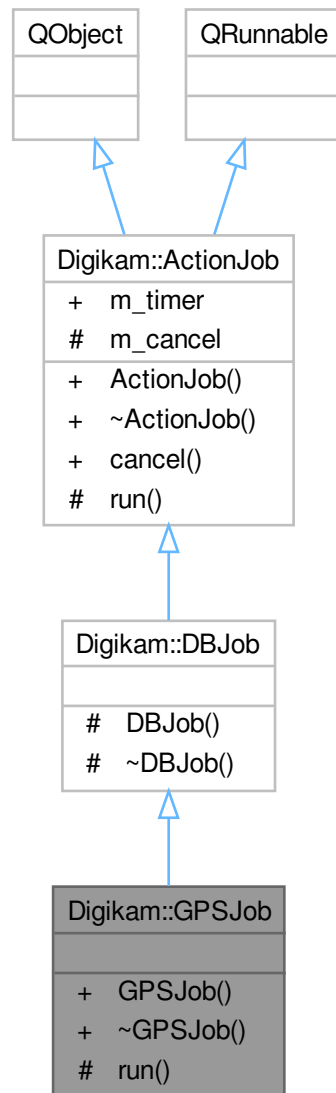 QObject
QRunnable
Digikam::ActionJob
+ m_timer
# m_cancel
+ ActionJob()
+ ~ActionJob()
+ cancel()
# run()
Digikam::DBJob
# DBJob()
# ~DBJob()
Digikam::GPSJob
+ GPSJob()
+ ~GPSJob()
# run()